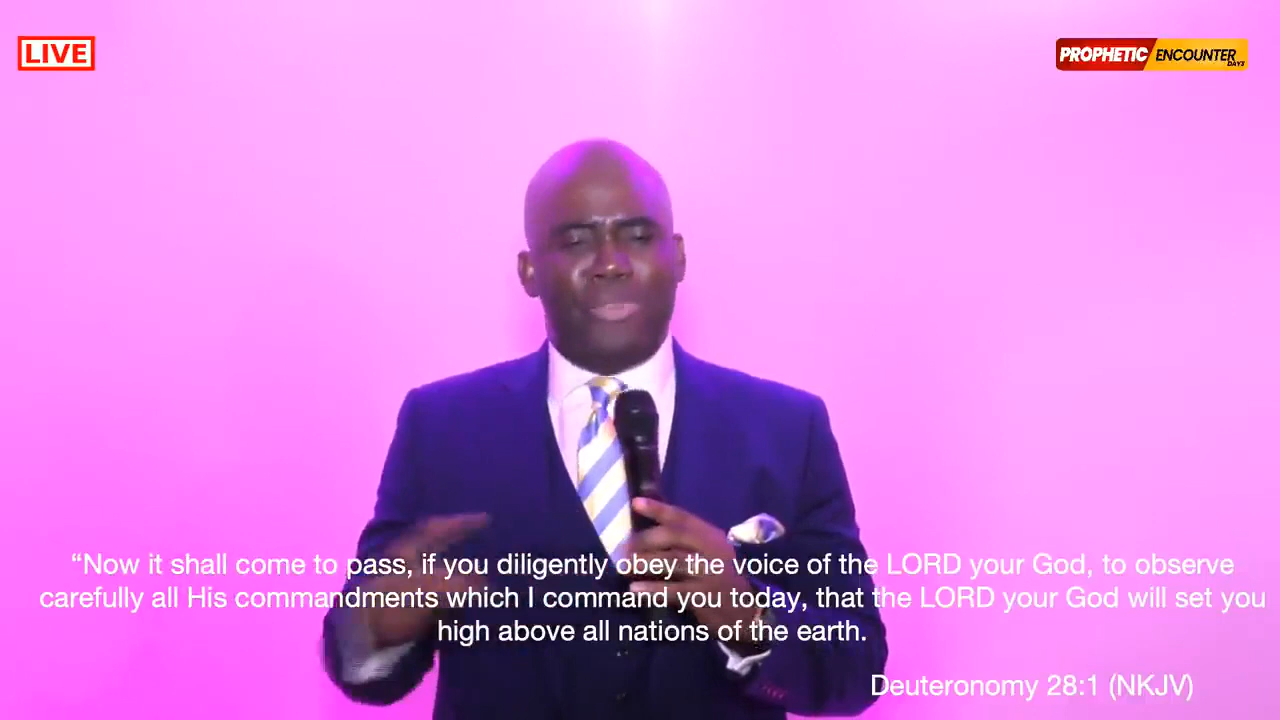 LIVE
PROPHETIC ENCOUNTER
DAYS
“Now it shall come to pass, if you diligently obey the voice of the LORD your God, to observe
carefully all His commandments which I command you today, that the LORD your God will set you
high above all nations of the earth.
Deuteronomy 28:1 (NKJV)